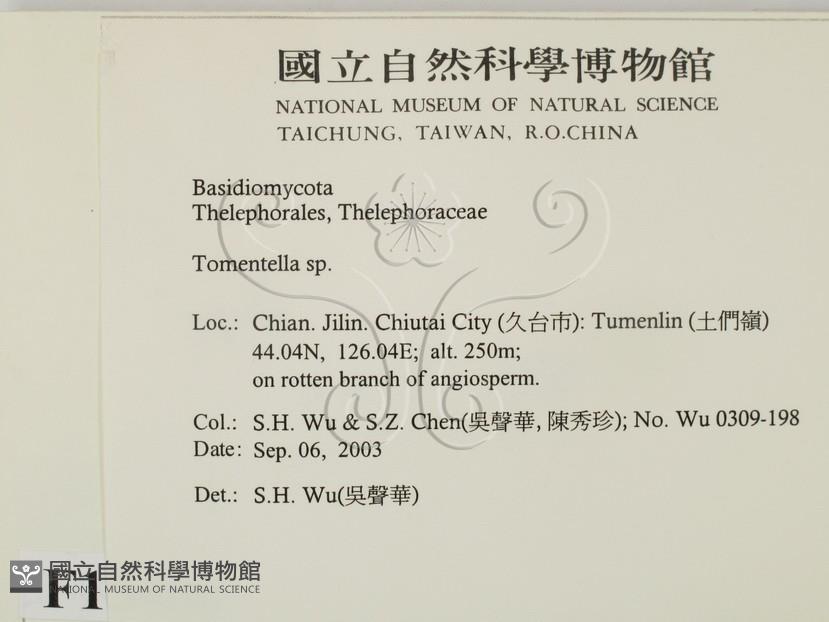 國立自然科學博物館
NATIONAL MUSEUM OF NATURAL SCIENCE
TAICHUNG, TAIWAN, R.O.CHINA
Basidiomycota
Thelephorales, Thelephoraceae
Tomentella sp.
Loc.: Chian. Jilin. Chiutai City (久台市): Tumenlin (土們嶺)
44.04N, 126.04E; alt. 250m;
on rotten branch of angiosperm.
Col.: S.H. Wu & S.Z. Chen(吳聲華, 陳秀珍); No. Wu 0309-198
Date: Sep. 06, 2003
Det.: S.H. Wu(吳聲華)
國立自然科學博物館
NATIONAL MUSEUM OF NATURAL SCIENCE
F1